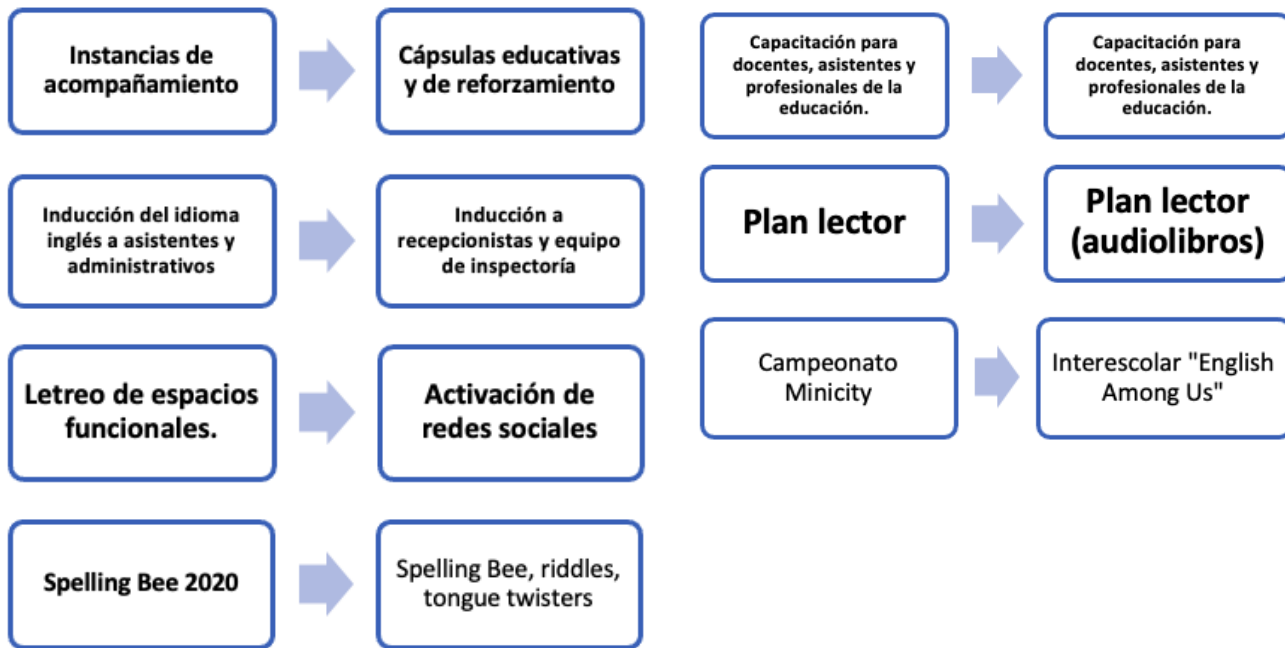 Instancias de
acompañamiento
Cápsulas educativas
y de reforzamiento
Inducción del idioma
inglés a asistentes y
administrativos
Inducción a
recepcionistas y equipo
de inspectoría
Letreo de espacios
funcionales.
Activación de
redes sociales
Spelling Bee 2020
Spelling Bee, riddles,
tongue twisters
Capacitación para
docentes, asistentes y
profesionales de la
educación.
Capacitación para
docentes, asistentes y
profesionales de la
educación.
Plan lector
Plan lector
(audiolibros)
Campeonato
Minicity
Interescolar "English
Among Us"